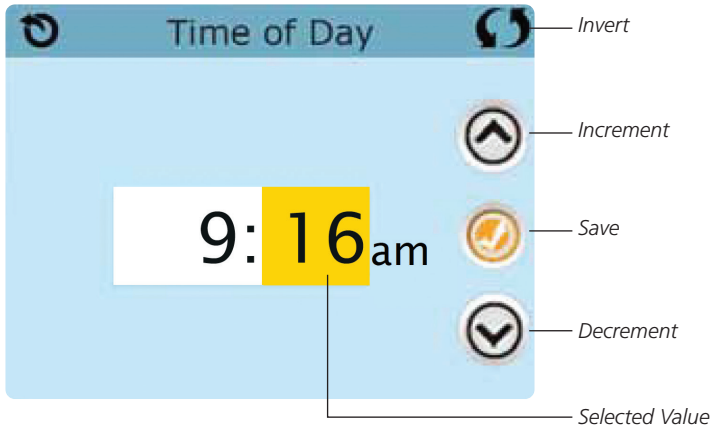 Time of Day
Invert
Increment
9:16am
Save
Decrement
Selected Value